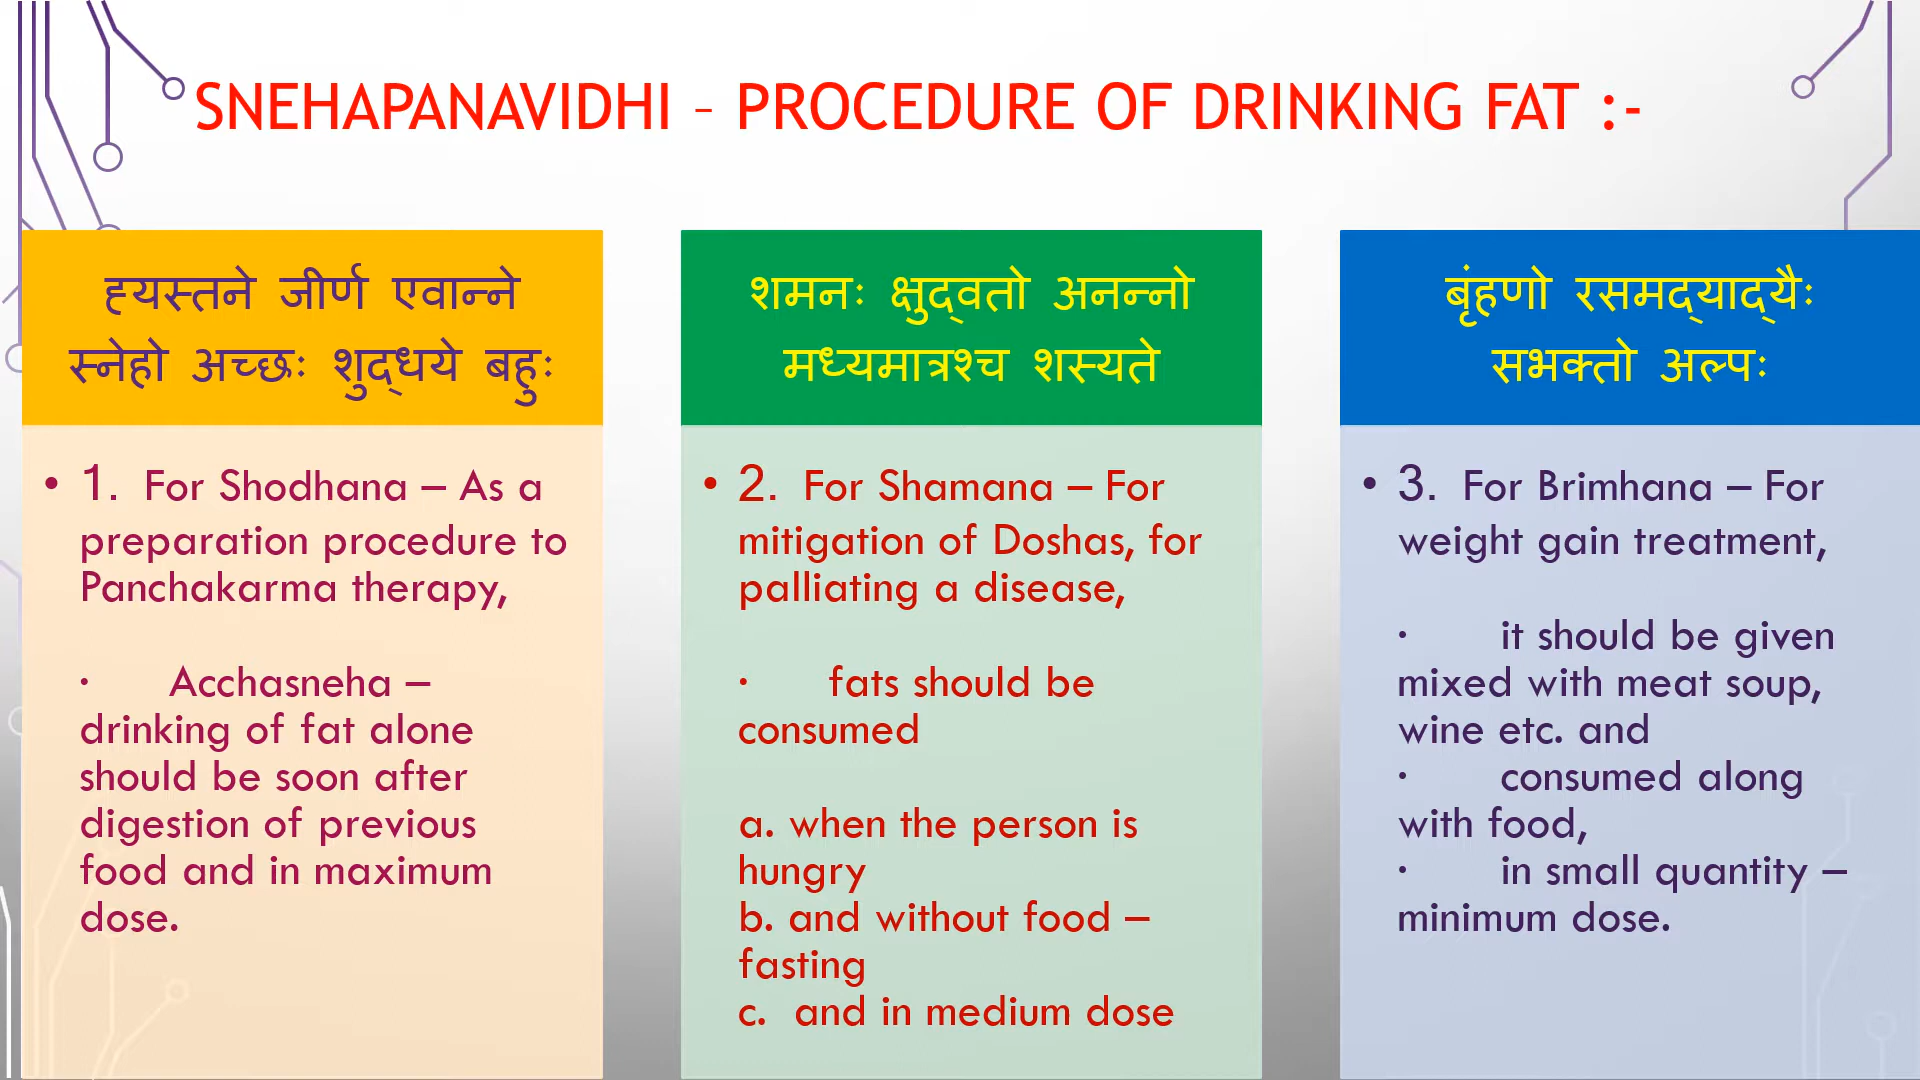 SNEHAPANAVIDHI – PROCEDURE OF DRINKING FAT :-
ह्यस्तने जीर्ण एवान्ने
स्नेहो अच्छः शुद्धये बहुः
• 1. For Shodhana – As a
preparation procedure to
Panchakarma therapy,
· Acchasneha –
drinking of fat alone
should be soon after
digestion of previous
food and in maximum
dose.
शमनः क्षुद्वतो अनन्नो
मध्यमात्रश्च शस्यते
• 2. For Shamana – For
mitigation of Doshas, for
palliating a disease,
· fats should be
consumed
a. when the person is
hungry
b. and without food –
fasting
c. and in medium dose
बृंहणो रसमद्याद्यैः
सभक्तो अल्पः
• 3. For Brimhana – For
weight gain treatment,
· it should be given
mixed with meat soup,
wine etc. and
· consumed along
with food,
· in small quantity –
minimum dose.